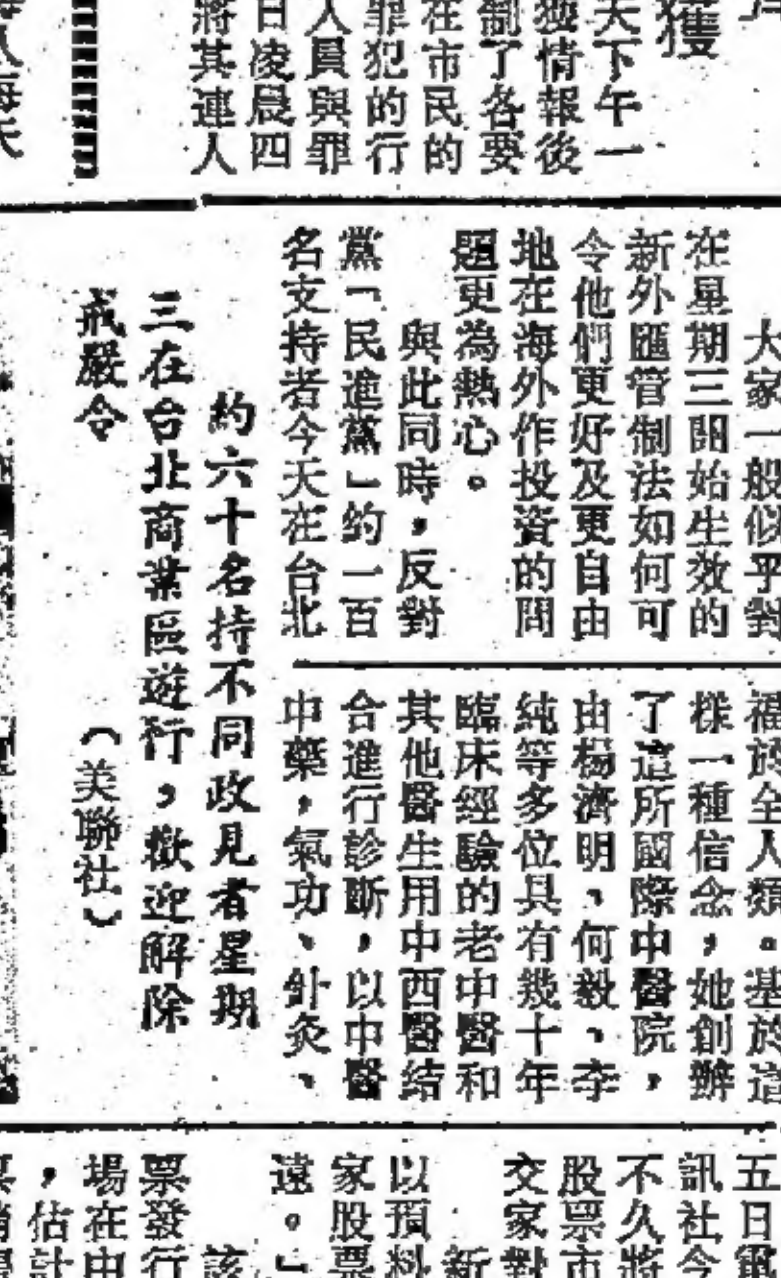 天下午一
獲情報後
制了各要
在市民的
罪犯的行
人員與罪
日凌晨四
將其連人
大家一般似乎對
在星期三開始生效的
新外匯管制法如何可
令他們更好及更自由
地在海外作投資的問
題更為熱心。
與此同時，反對
黨「民進黨」約一百
名支持者今天在台北
約六十名持不同政見者星期
三在台北商業區遊行，歡迎解除
戒嚴令
（美聯社）
福於全人類。基於這
樣一種信念，她創辦
了這所國際中醫院，
由楊濟明、何毅、李
純等多位具有幾十年
臨床經驗的老中醫和
其他醫生用中西醫結
合進行診斷，以中醫
中藥，氣功、針灸、
五日電
訊社今
不久將
股票市
交家對
新
以預料
家股票
遠。」
該
票發行
場在中
，估計